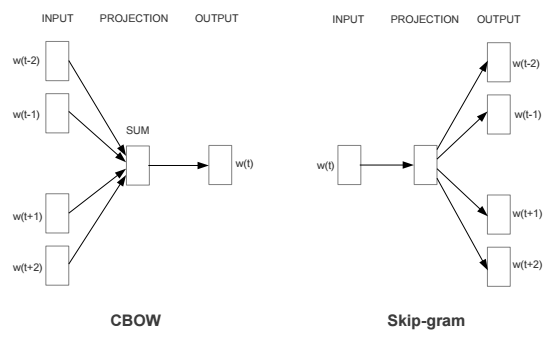 INPUT PROJECTION OUTPUT
w(t-2)
w(t-1)
SUM
w(t)
w(t+1)
w(t+2)
CBOW
INPUT PROJECTION OUTPUT
w(t-2)
w(t-1)
w(t)
w(t+1)
w(t+2)
Skip-gram